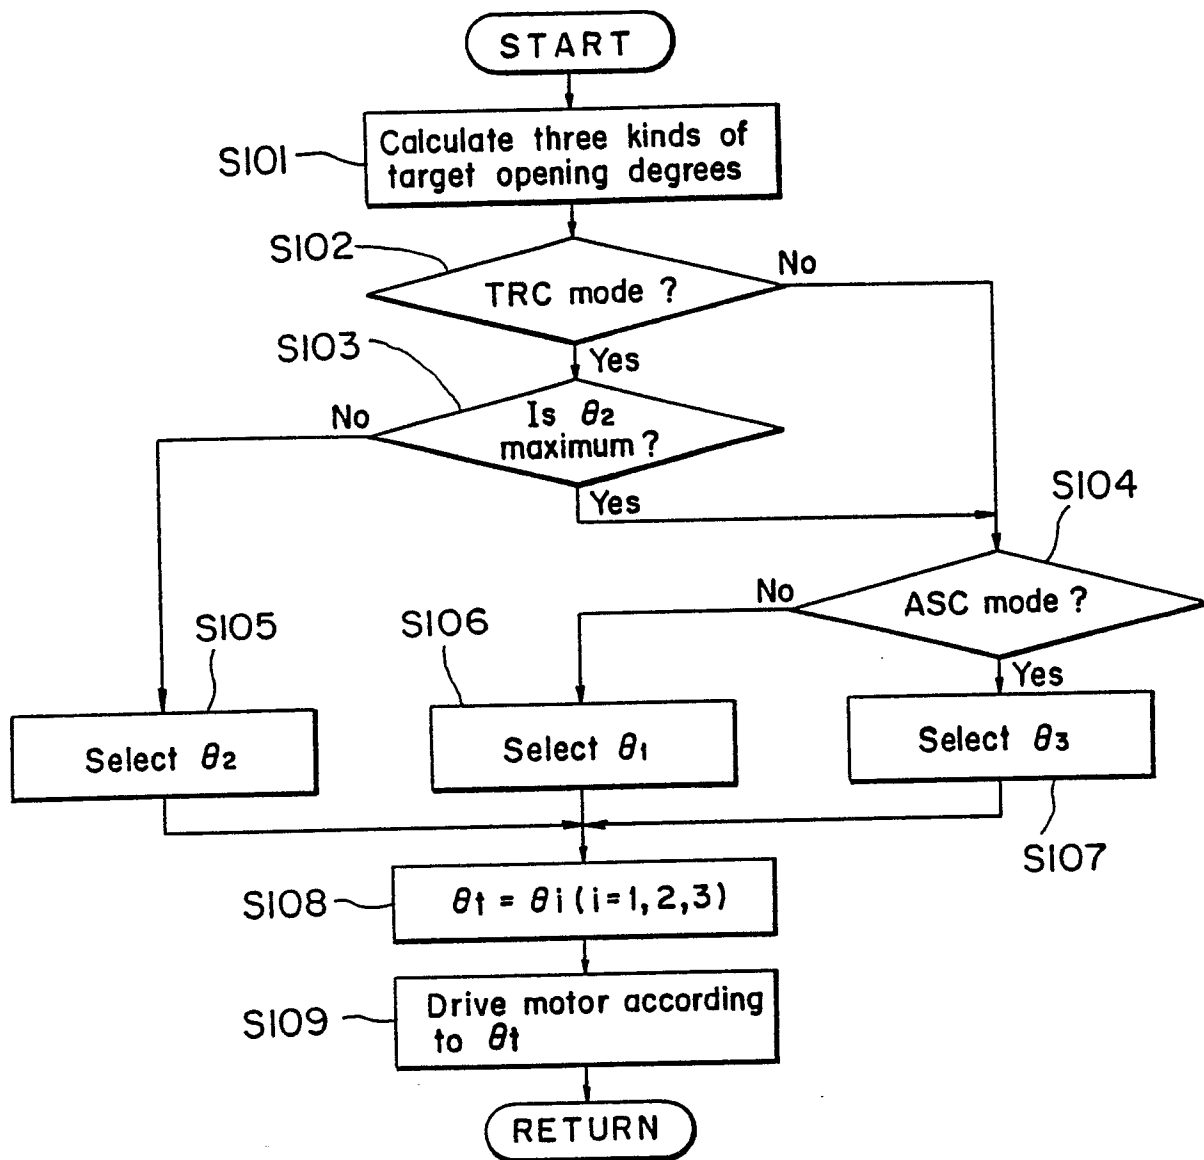 START
S101
Calculate three kinds of
target opening degrees
S102
TRC mode ?
No
Yes
S103
Is θ2
maximum ?
No
Yes
S104
ASC mode ?
No
Yes
S105
Select θ2
S106
Select θ1
Select θ3
S107
S108
θt = θi (i=1, 2, 3)
S109
Drive motor according
to θt
RETURN